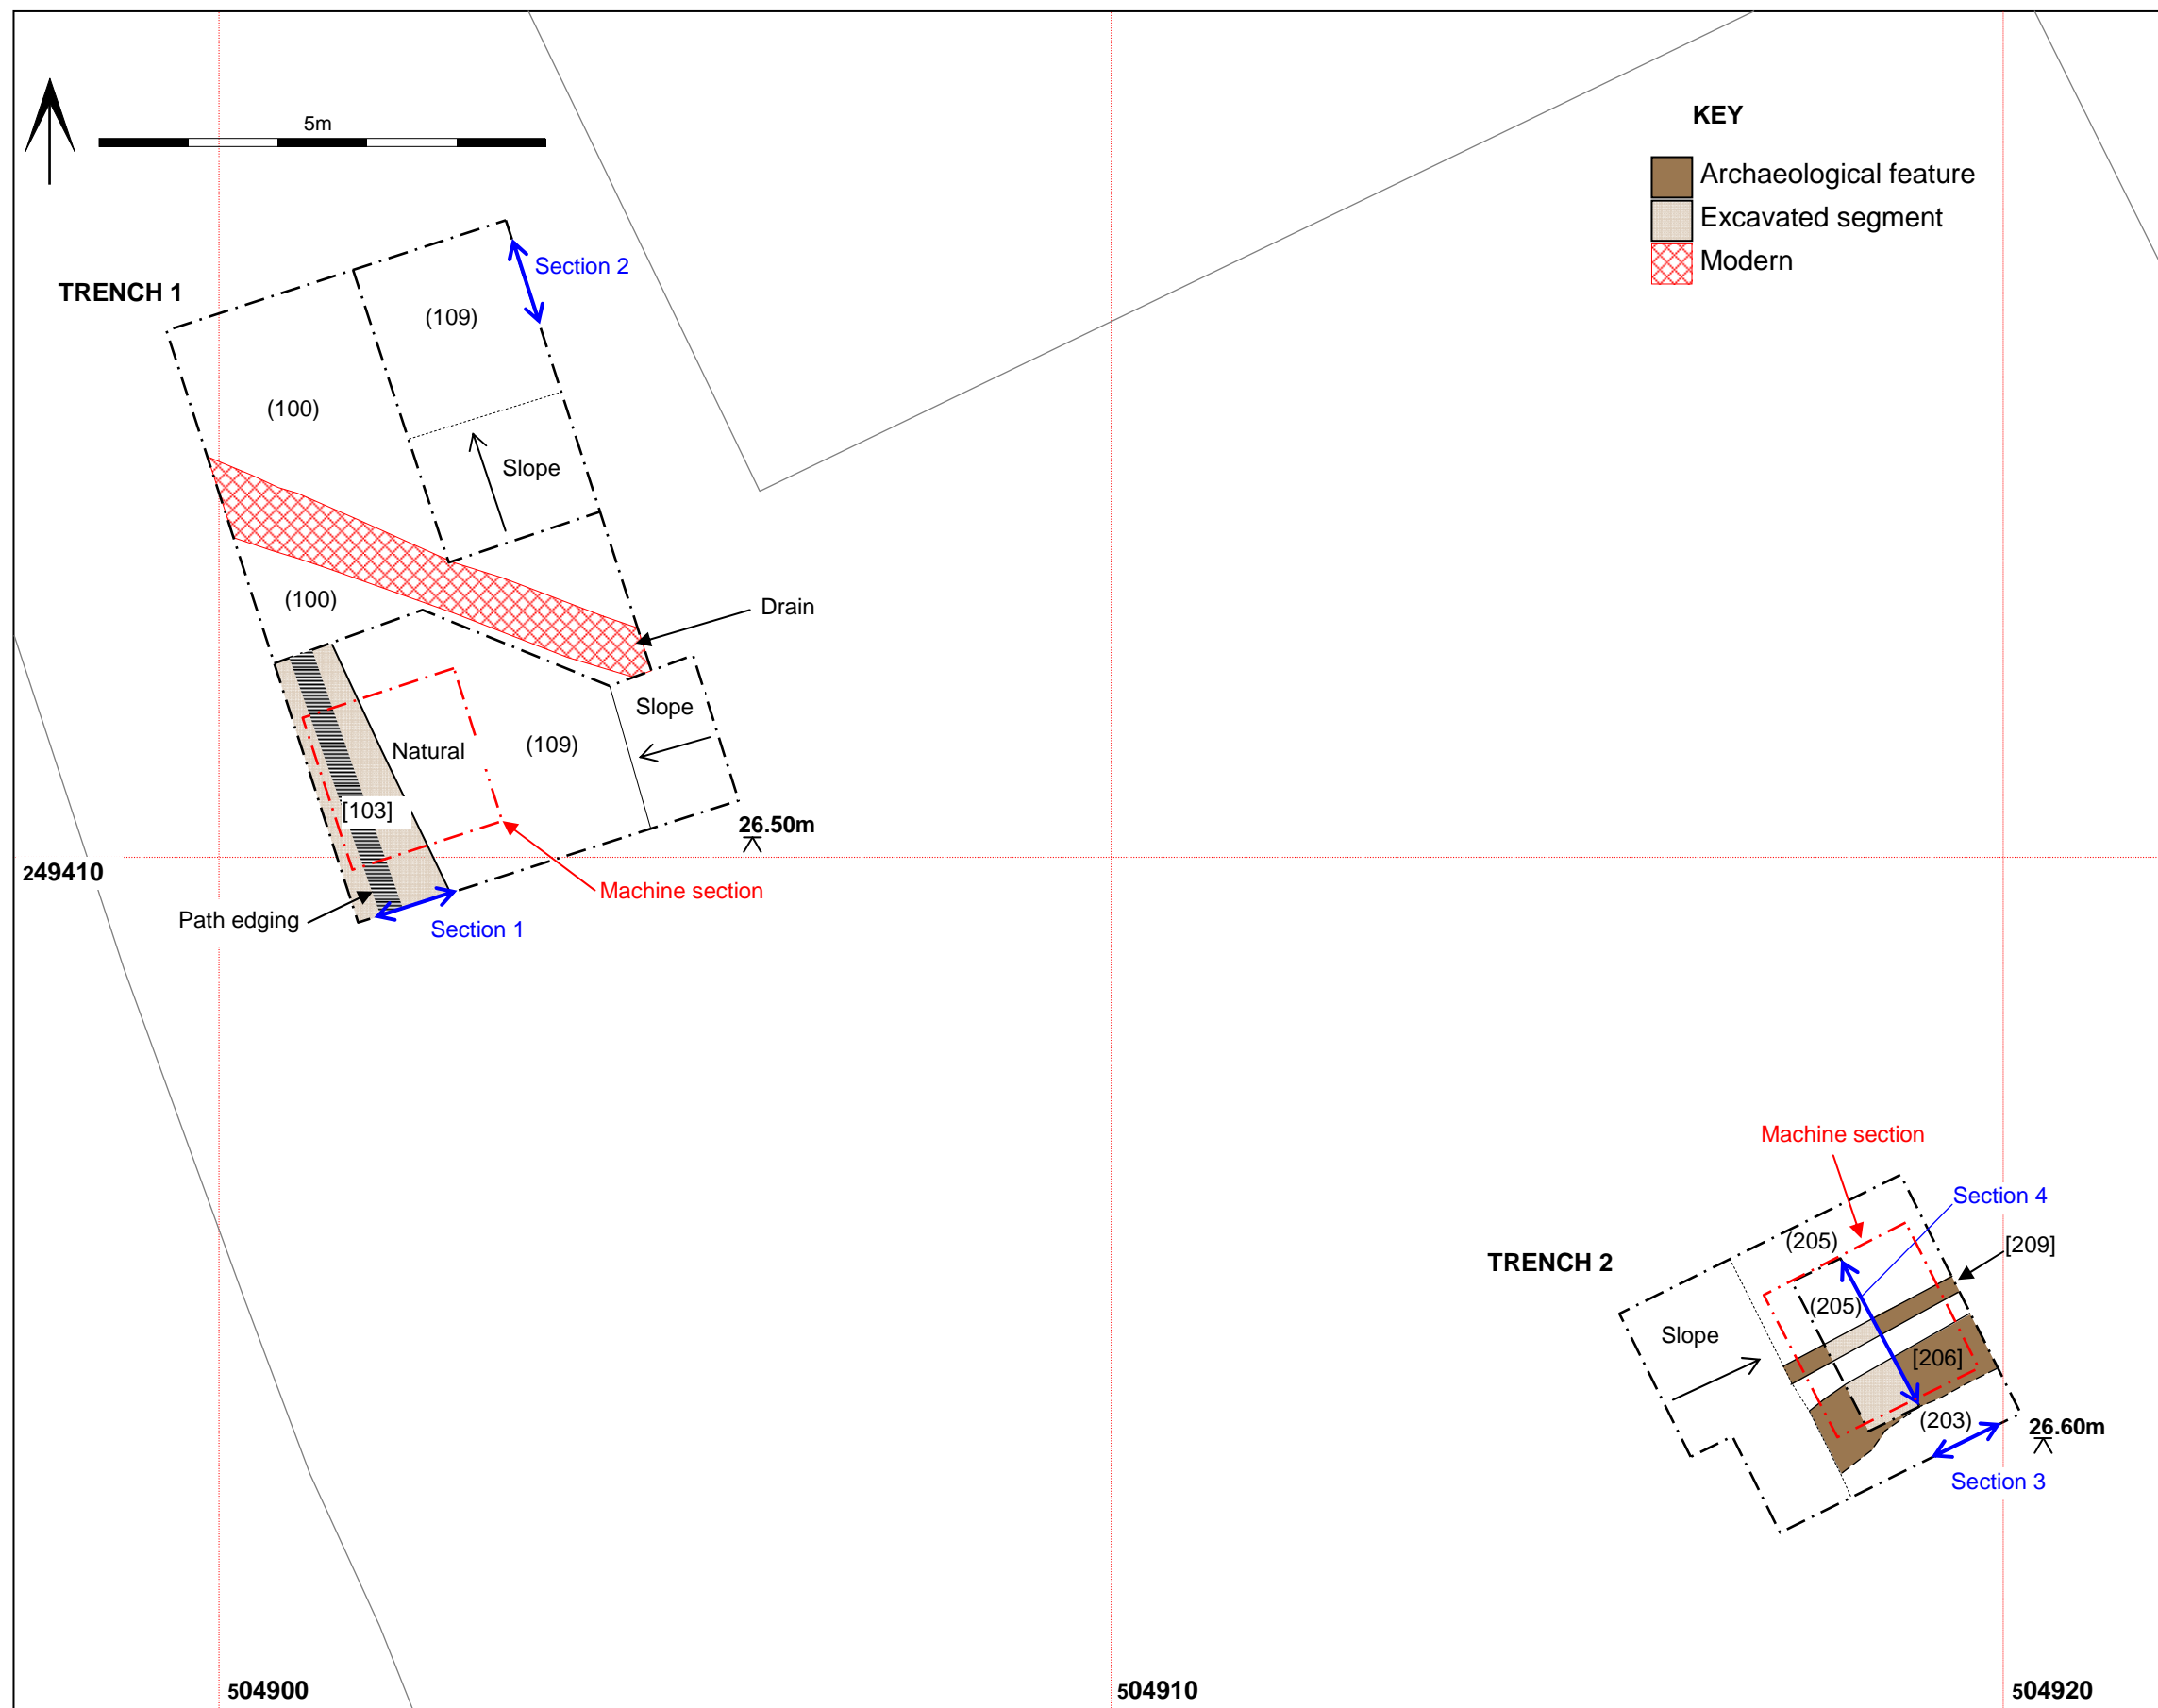 5m
KEY
Archaeological feature
Excavated segment
Modern
TRENCH 1
Section 2
(109)
(100)
Slope
(100)
Drain
Slope
Natural
(109)
[103]
26.50m
249410
Machine section
Path edging
Section 1
Machine section
Section 4
(205)
[209]
TRENCH 2
(205)
Slope
[206]
(203)
26.60m
Section 3
504900
504910
504920